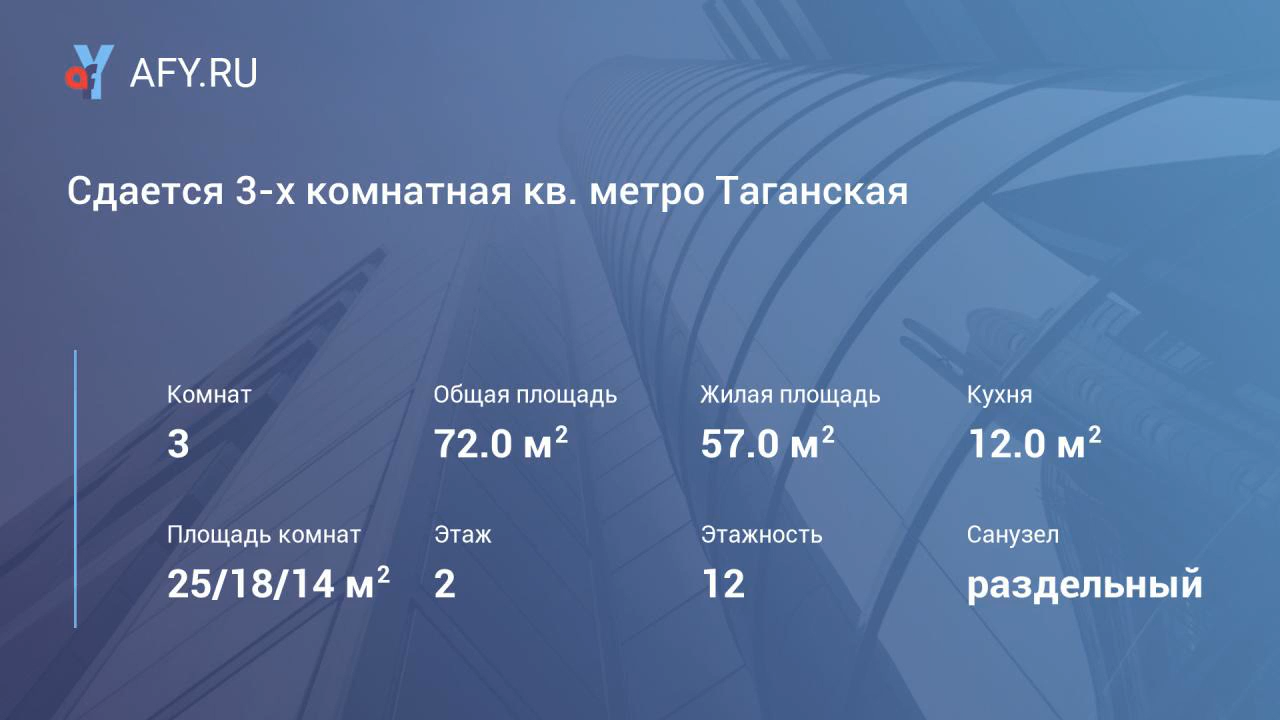 AFY.RU
Сдается 3-х комнатная кв. метро Таганская
Комнат
3
Общая площадь
72.0 м²
Жилая площадь
57.0 м²
Кухня
12.0 м²
Площадь комнат
25/18/14 м²
Этаж
2
Этажность
12
Санузел
раздельный